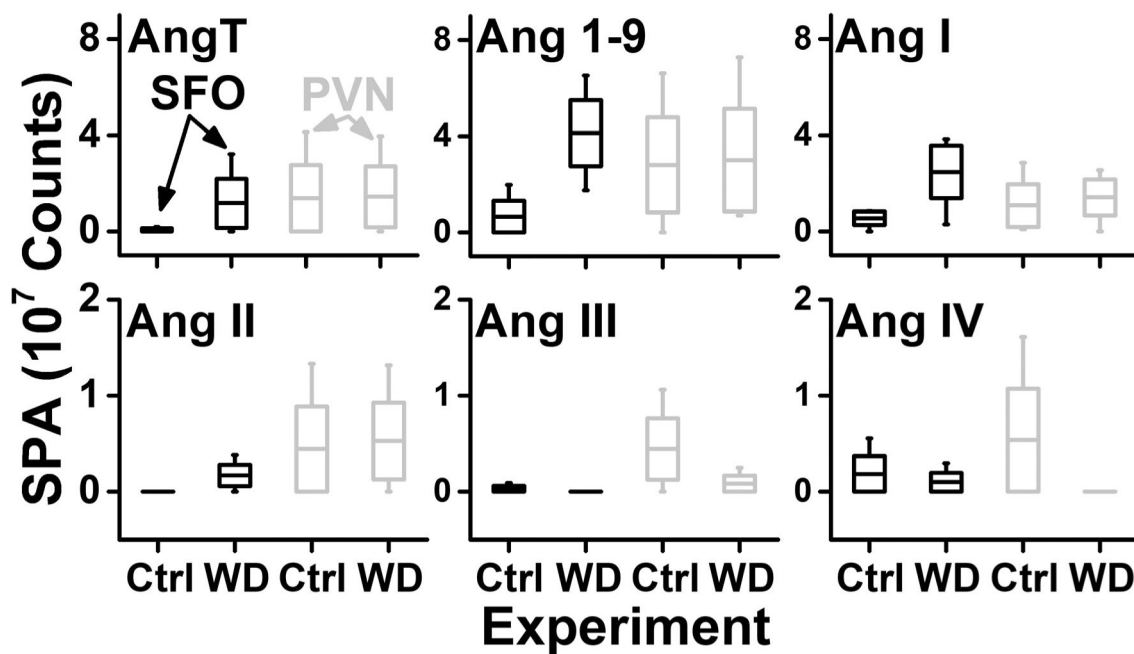 SPA (10⁷ Counts)
AngT
SFO
PVN
8
4
0
Ang 1-9
8
4
0
Ang I
8
4
0
Ang II
2
1
0
Ctrl WD Ctrl WD
Ang III
2
1
0
Ctrl WD Ctrl WD
Ang IV
2
1
0
Ctrl WD Ctrl WD
Experiment